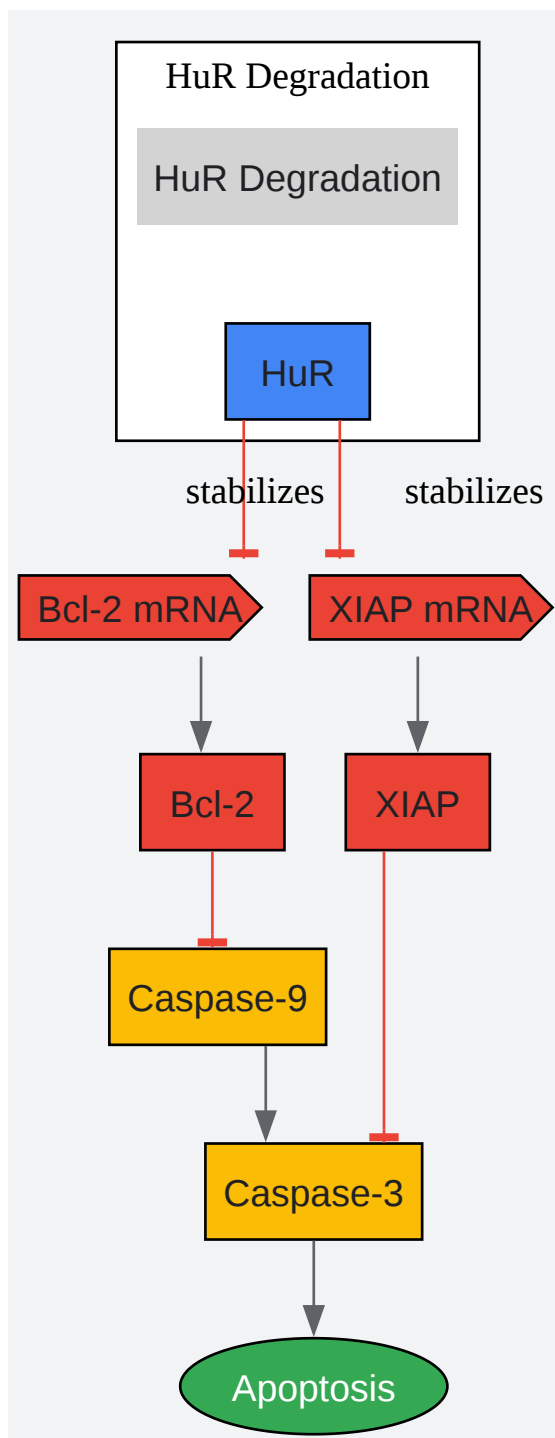 HuR Degradation
HuR Degradation
HuR
stabilizes stabilizes
Bcl-2 mRNA XIAP mRNA
Bcl-2 XIAP
Caspase-9
Caspase-3
Apoptosis